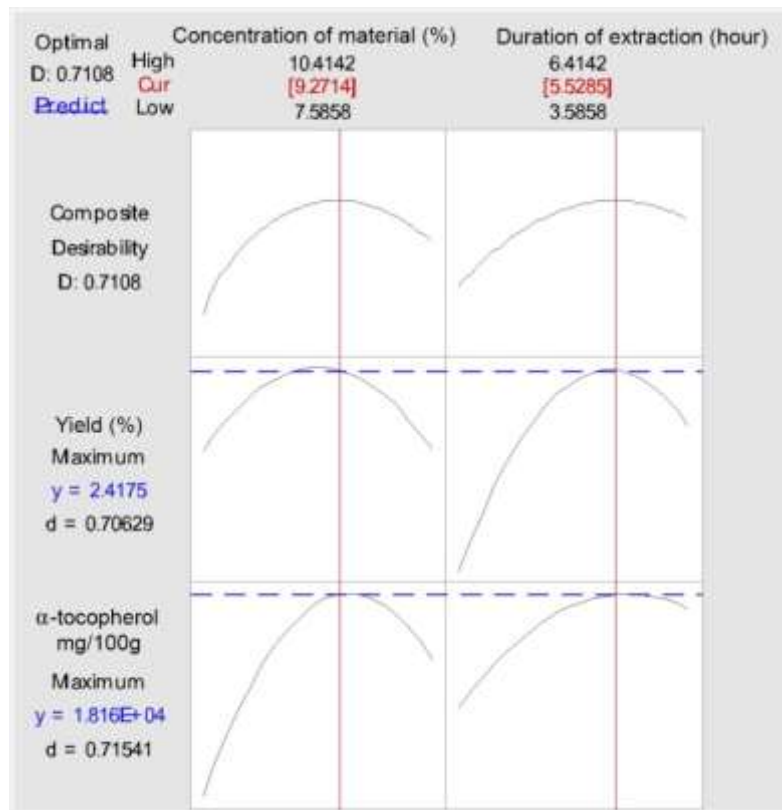 Optimal
D: 0.7108
Predict
High
Cur
Low
Concentration of material (%)
10.4142
[9.2714]
7.5858
Duration of extraction (hour)
6.4142
[5.5285]
3.5858
Composite
Desirability
D: 0.7108
Yield (%)
Maximum
y = 2.4175
d = 0.70629
α-tocopherol
mg/100g
Maximum
y = 1.816E+04
d = 0.71541